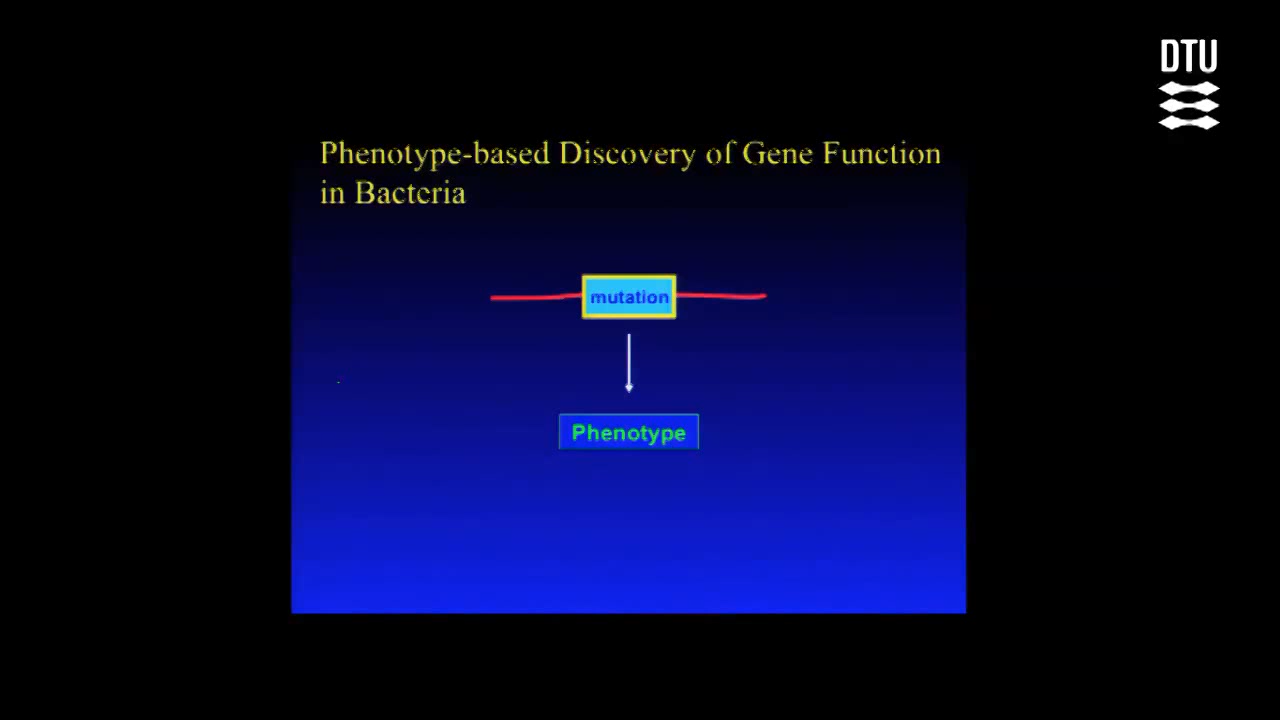 DTU
Phenotype-based Discovery of Gene Function
in Bacteria
mutation
Phenotype